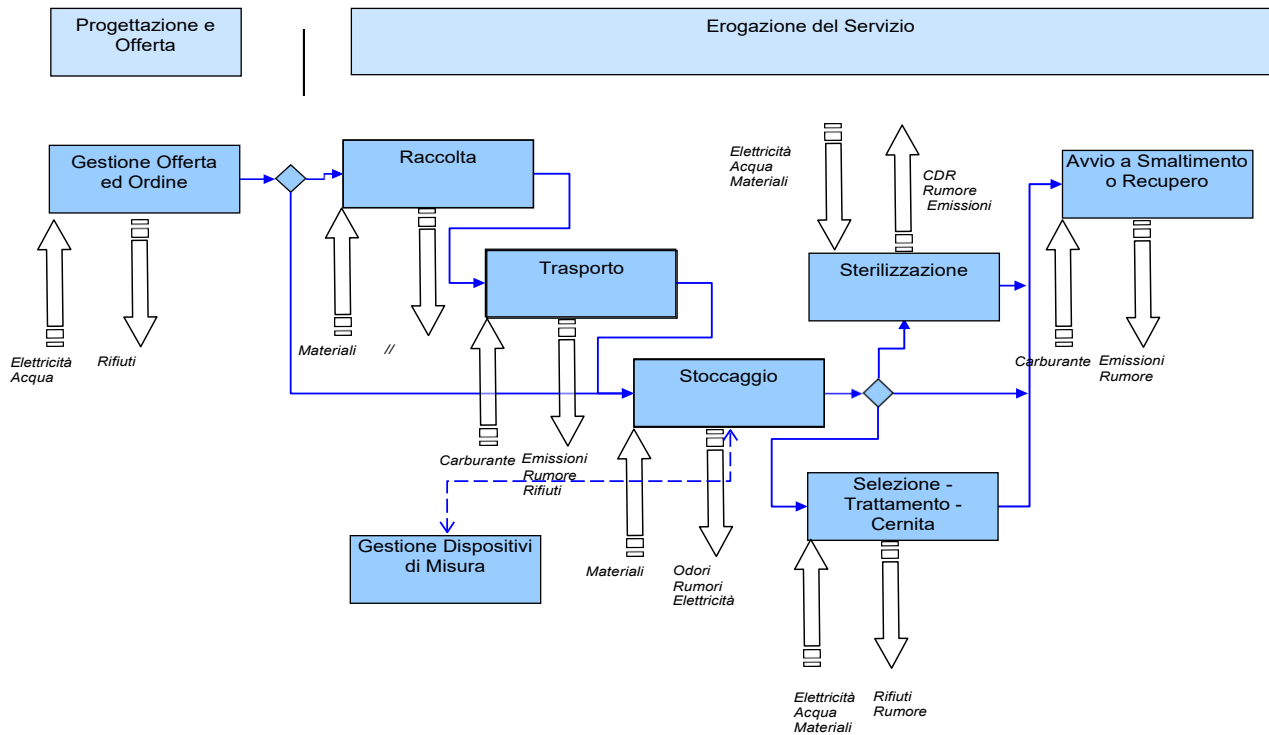 Progettazione e
Offerta
Erogazione del Servizio
Gestione Offerta
ed Ordine
Raccolta
Elettricità
Acqua
Materiali
CDR
Rumore
Emissioni
Avvio a Smaltimento
o Recupero
Trasporto
Sterilizzazione
Elettricità
Acqua
Rifiuti
Materiali
//
Carburante
Emissioni
Rumore
Stoccaggio
Carburante
Emissioni
Rumore
Rifiuti
Selezione -
Trattamento -
Cernita
Gestione Dispositivi
di Misura
Materiali
Odori
Rumori
Elettricità
Elettricità
Acqua
Materiali
Rifiuti
Rumore